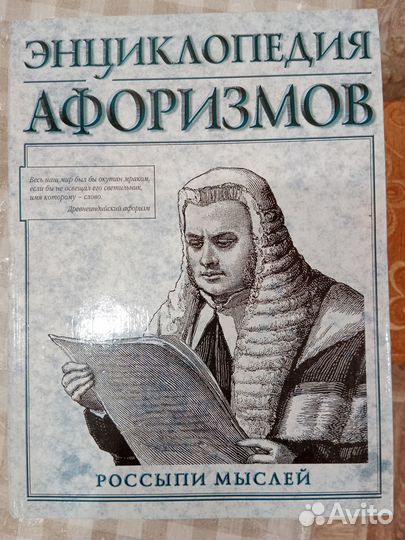 ЭНЦИКЛОПЕДИЯ
АФОРИЗМОВ
Весь наш мир был бы окутан мраком,
если бы не освещал его светильник,
имя которому – слово.
Древнеиндийский афоризм
РОССЫПИ МЫСЛЕЙ
Avito